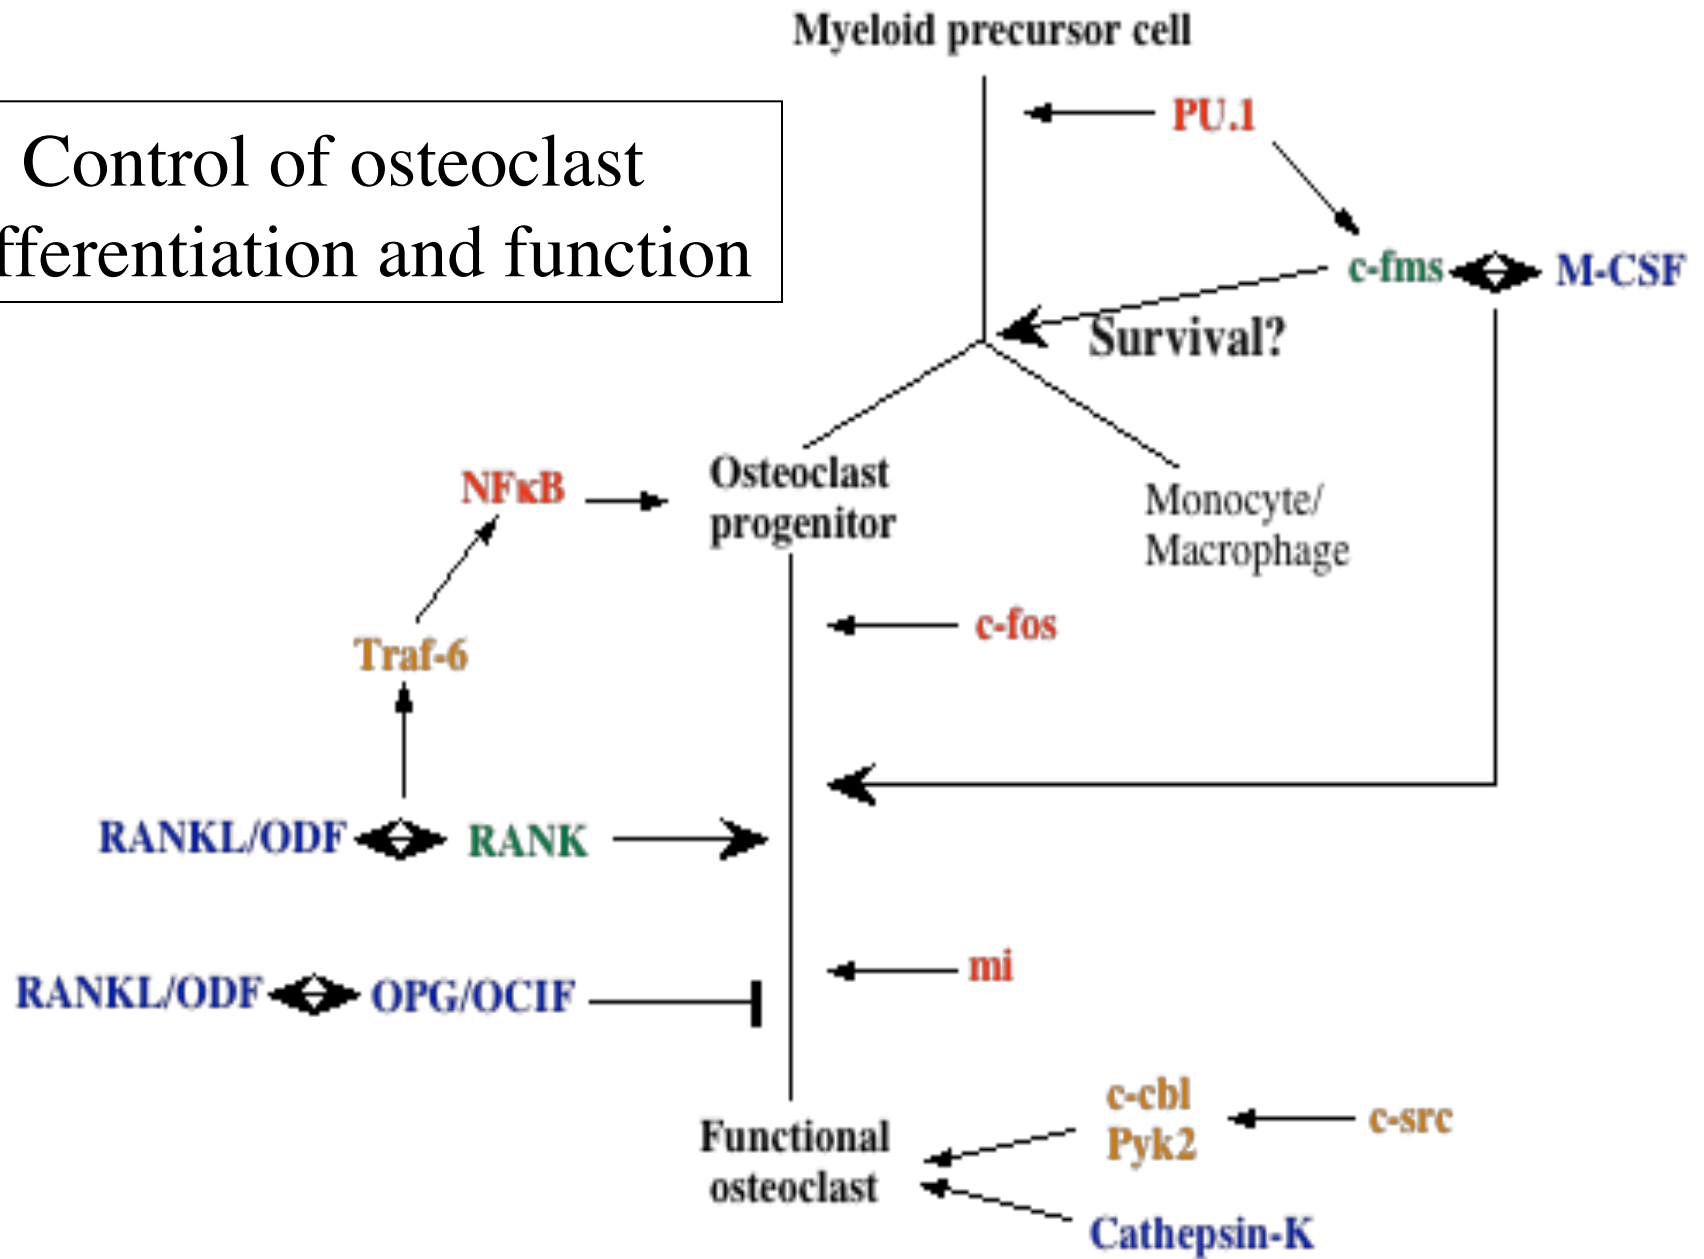 Myeloid precursor cell
PU.1
Control of osteoclast
fferentiation and function
c-fms M-CSF
Survival?
NFκB
Osteoclast
progenitor
Monocyte/
Macrophage
c-fos
Traf-6
RANKL/ODF RANK
mi
RANKL/ODF OPG/OCIF
c-cbl
Pyk2
c-src
Functional
osteoclast
Cathepsin-K